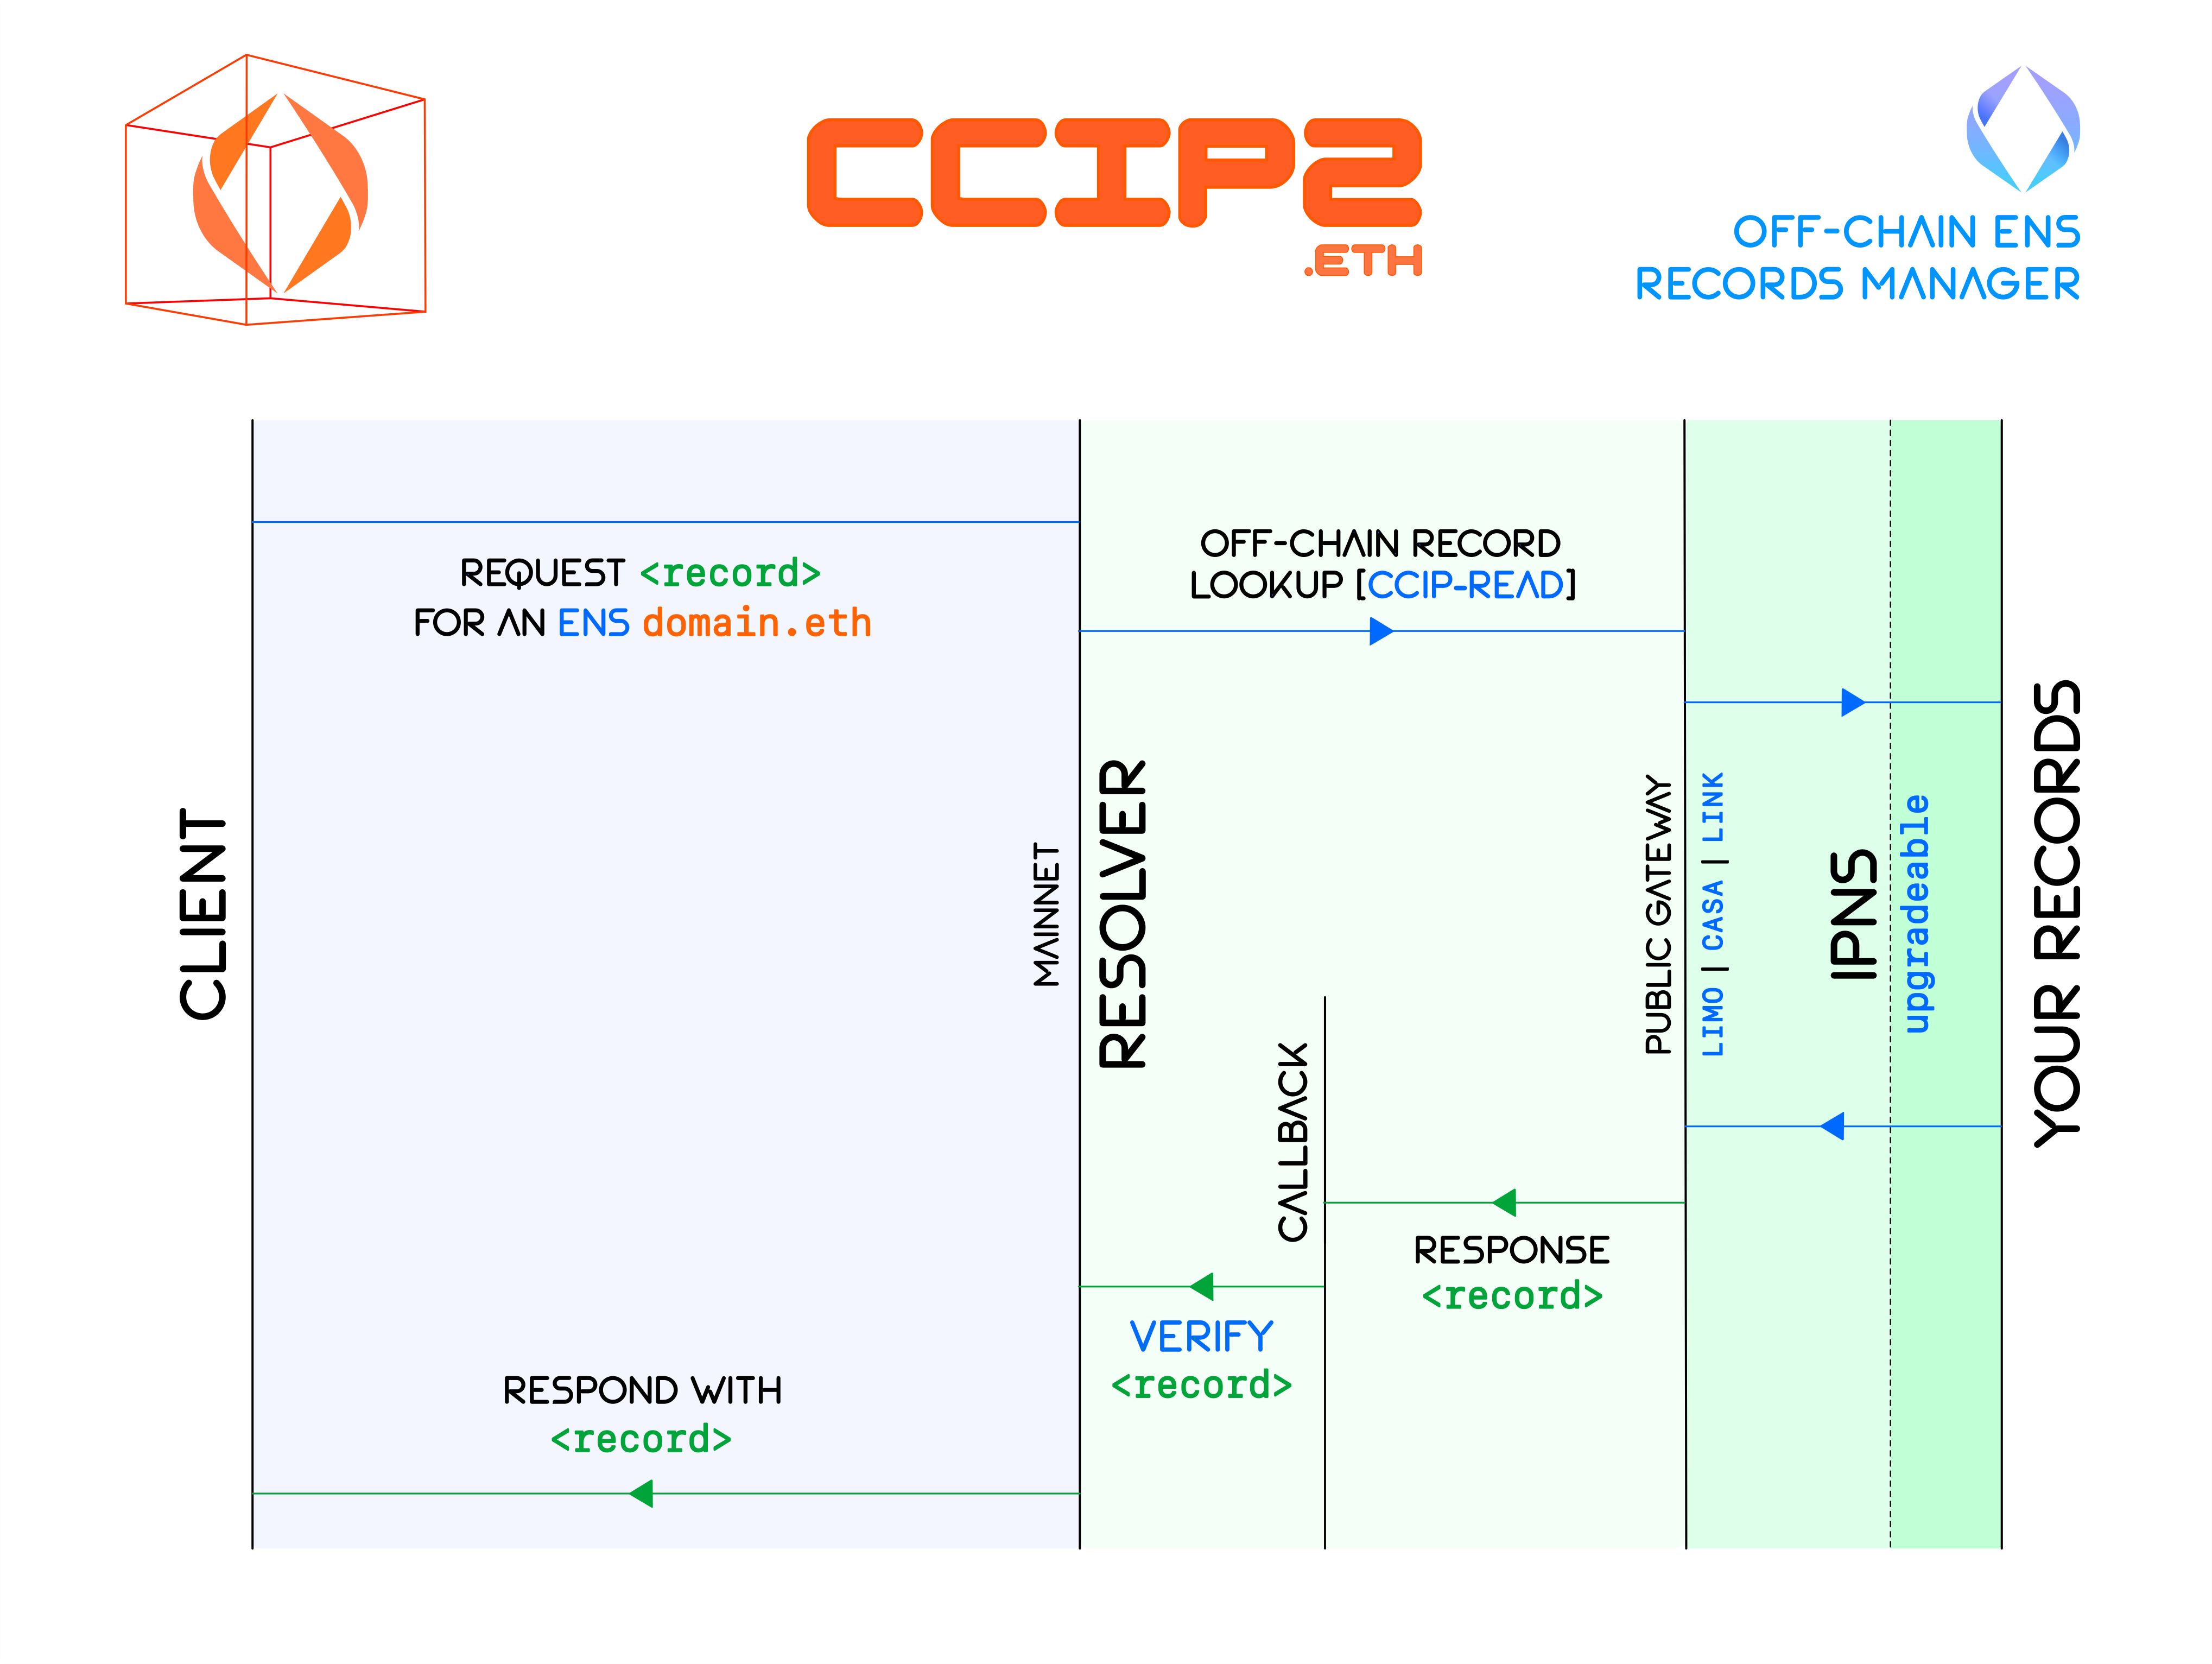 CCIP2
.ETH
OFF-CHAIN ENS
RECORDS MANAGER
REQUEST <record>
FOR AN ENS domain.eth
OFF-CHAIN RECORD
LOOKUP [CCIP-READ]
CLIENT
MAINNET
RESOLVER
CALLBACK
PUBLIC GATEWAY
LIMO | CASA | LINK
IPNS
upgradeable
YOUR RECORDS
RESPONSE
<record>
VERIFY
<record>
RESPOND WITH
<record>